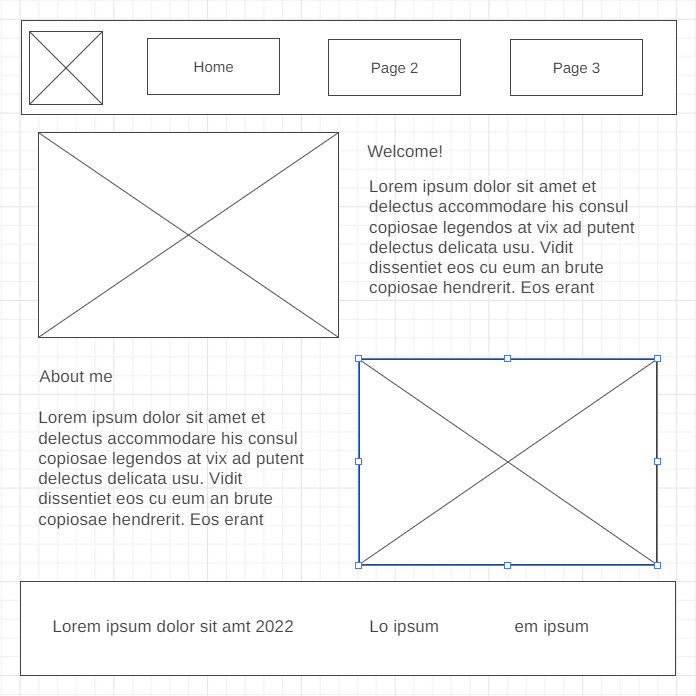 Home
Page 2
Page 3
Welcome!
Lorem ipsum dolor sit amet et
delectus accommodare his consul
copiosae legendos at vix ad putent
delectus delicata usu. Vidit
dissentiet eos cu eum an brute
copiosae hendrerit. Eos erant
About me
Lorem ipsum dolor sit amet et
delectus accommodare his consul
copiosae legendos at vix ad putent
delectus delicata usu. Vidit
dissentiet eos cu eum an brute
copiosae hendrerit. Eos erant
Lorem ipsum dolor sit amt 2022
Lo ipsum
em ipsum